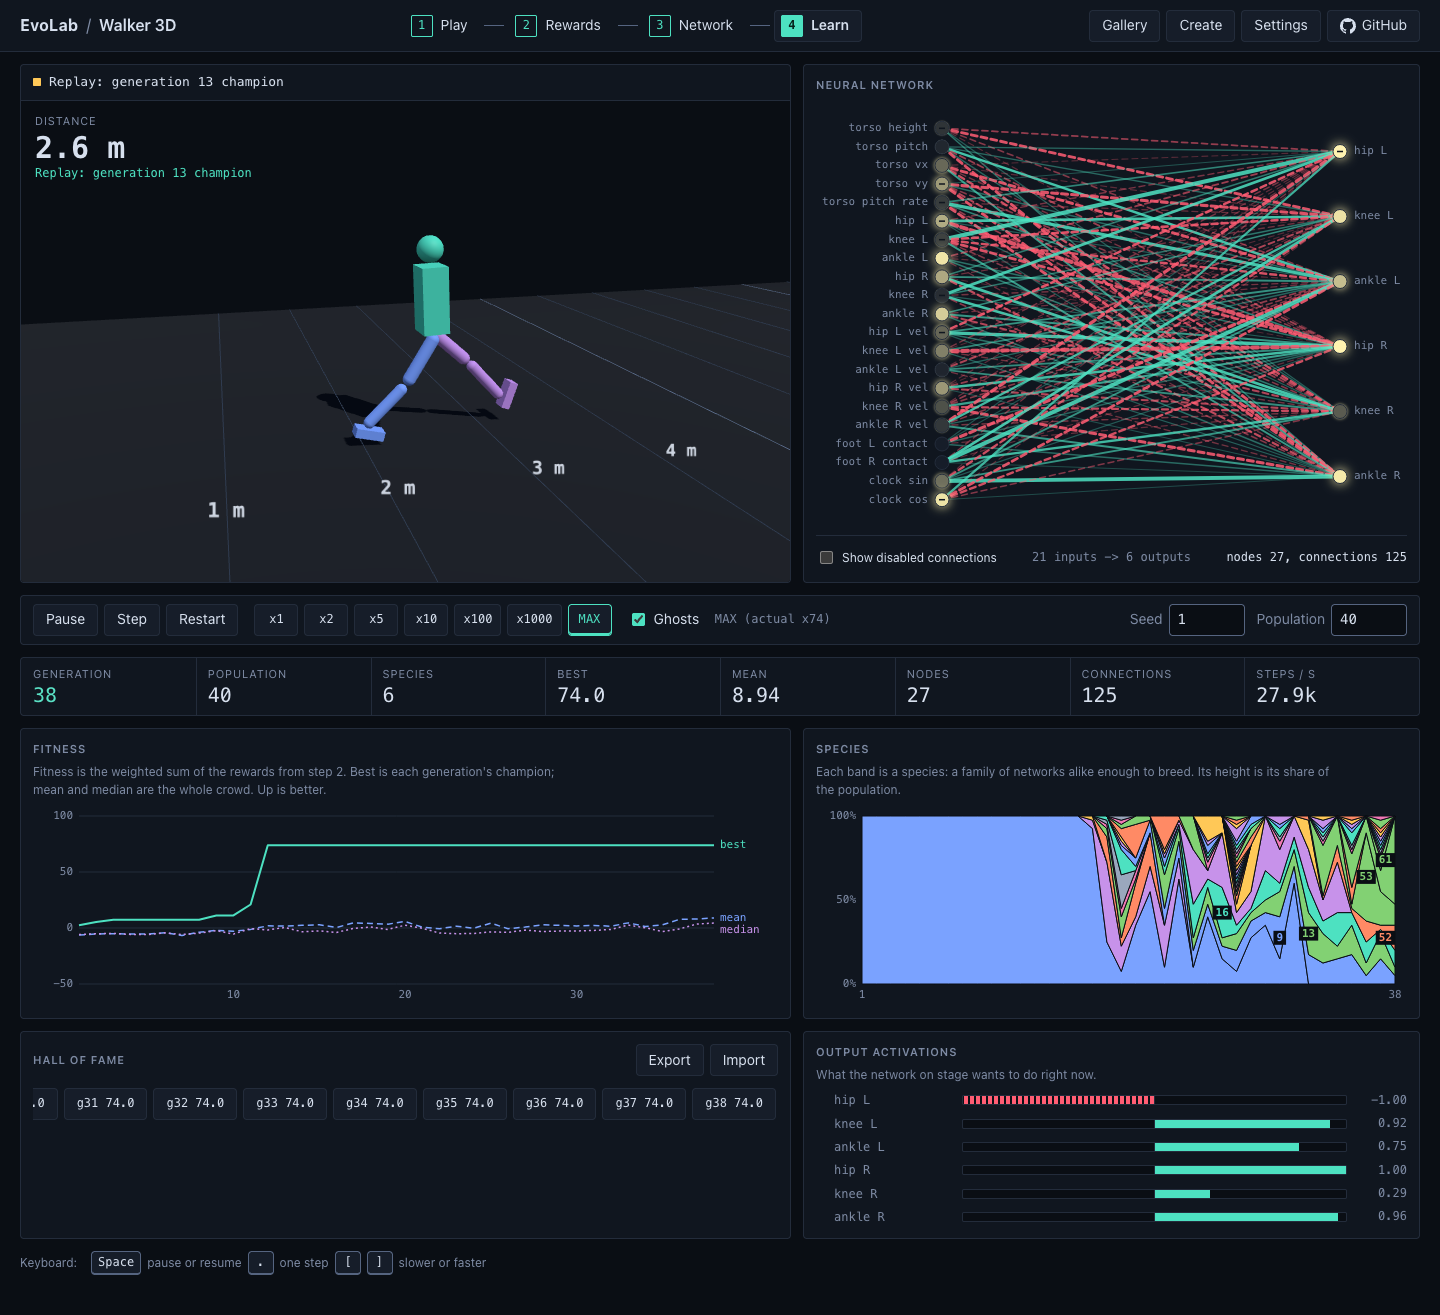 EvoLab / Walker 3D
1 Play
2 Rewards
3 Network
4 Learn
Gallery
Create
Settings
GitHub
Replay: generation 13 champion
DISTANCE
2.6 m
Replay: generation 13 champion
1 m
2 m
3 m
4 m
NEURAL NETWORK
torso height
torso pitch
torso vx
torso vy
torso pitch rate
hip L
knee L
ankle L
hip R
knee R
ankle R
hip L vel
knee L vel
ankle L vel
hip R vel
knee R vel
ankle R vel
foot L contact
foot R contact
clock sin
clock cos
hip L
knee L
ankle L
hip R
knee R
ankle R
Show disabled connections
21 inputs -> 6 outputs
nodes 27, connections 125
Pause
Step
Restart
x1
x2
x5
x10
x100
x1000
MAX
Ghosts
MAX (actual x74)
Seed
1
Population
40
GENERATION
38
POPULATION
40
SPECIES
6
BEST
74.0
MEAN
8.94
NODES
27
CONNECTIONS
125
STEPS / S
27.9k
FITNESS
Fitness is the weighted sum of the rewards from step 2. Best is each generation's champion;
mean and median are the whole crowd. Up is better.
100
50
0
−50
10
20
30
best
mean
median
SPECIES
Each band is a species: a family of networks alike enough to breed. Its height is its share of
the population.
100%
50%
0%
1
38
61
53
16
9
13
52
HALL OF FAME
Export
Import
.0
g31 74.0
g32 74.0
g33 74.0
g34 74.0
g35 74.0
g36 74.0
g37 74.0
g38 74.0
OUTPUT ACTIVATIONS
What the network on stage wants to do right now.
hip L −1.00
knee L 0.92
ankle L 0.75
hip R 1.00
knee R 0.29
ankle R 0.96
Keyboard: Space pause or resume . one step [ ] slower or faster